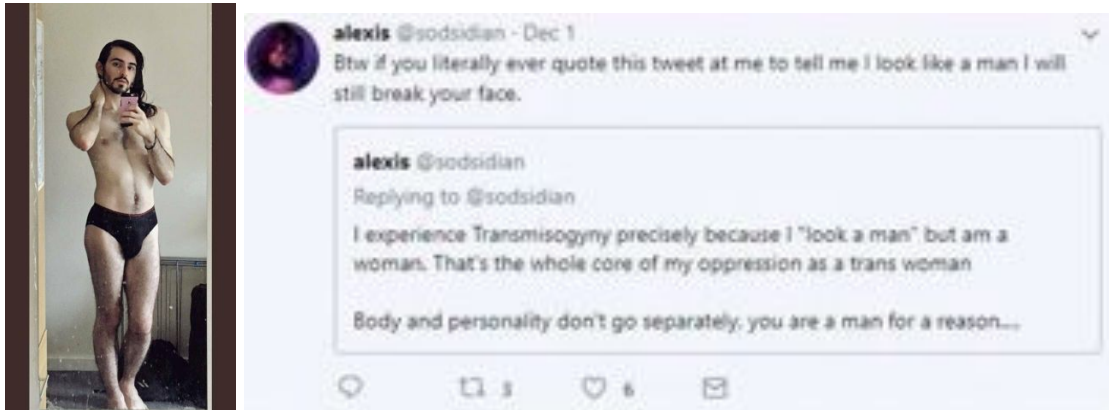 alexis @sodsidian · Dec 1
Btw if you literally ever quote this tweet at me to tell me I look like a man I will
still break your face.
alexis @sodsidian
Replying to @sodsidian
I experience Transmisogyny precisely because I "look a man" but am a
woman. That's the whole core of my oppression as a trans woman
Body and personality don't go separately, you are a man for a reason....
3 6